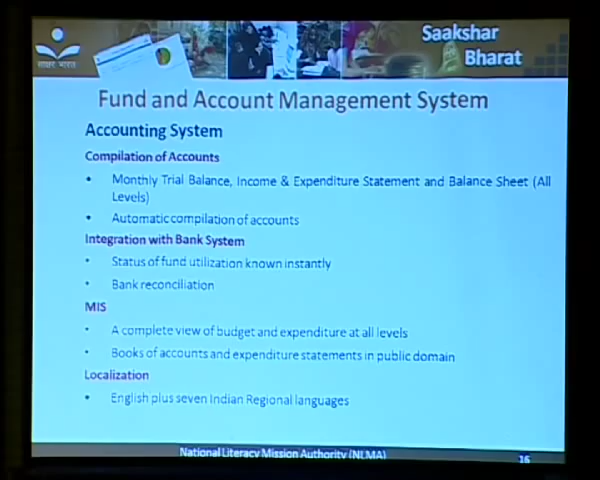 Saakshar
Bharat
साक्षर भारत
Fund and Account Management System
Accounting System
Compilation of Accounts
• Monthly Trial Balance, Income & Expenditure Statement and Balance Sheet (All
Levels)
• Automatic compilation of accounts
Integration with Bank System
• Status of fund utilization known instantly
• Bank reconciliation
MIS
• A complete view of budget and expenditure at all levels
• Books of accounts and expenditure statements in public domain
Localization
• English plus seven Indian Regional languages
National Literacy Mission Authority (NLMA)
16